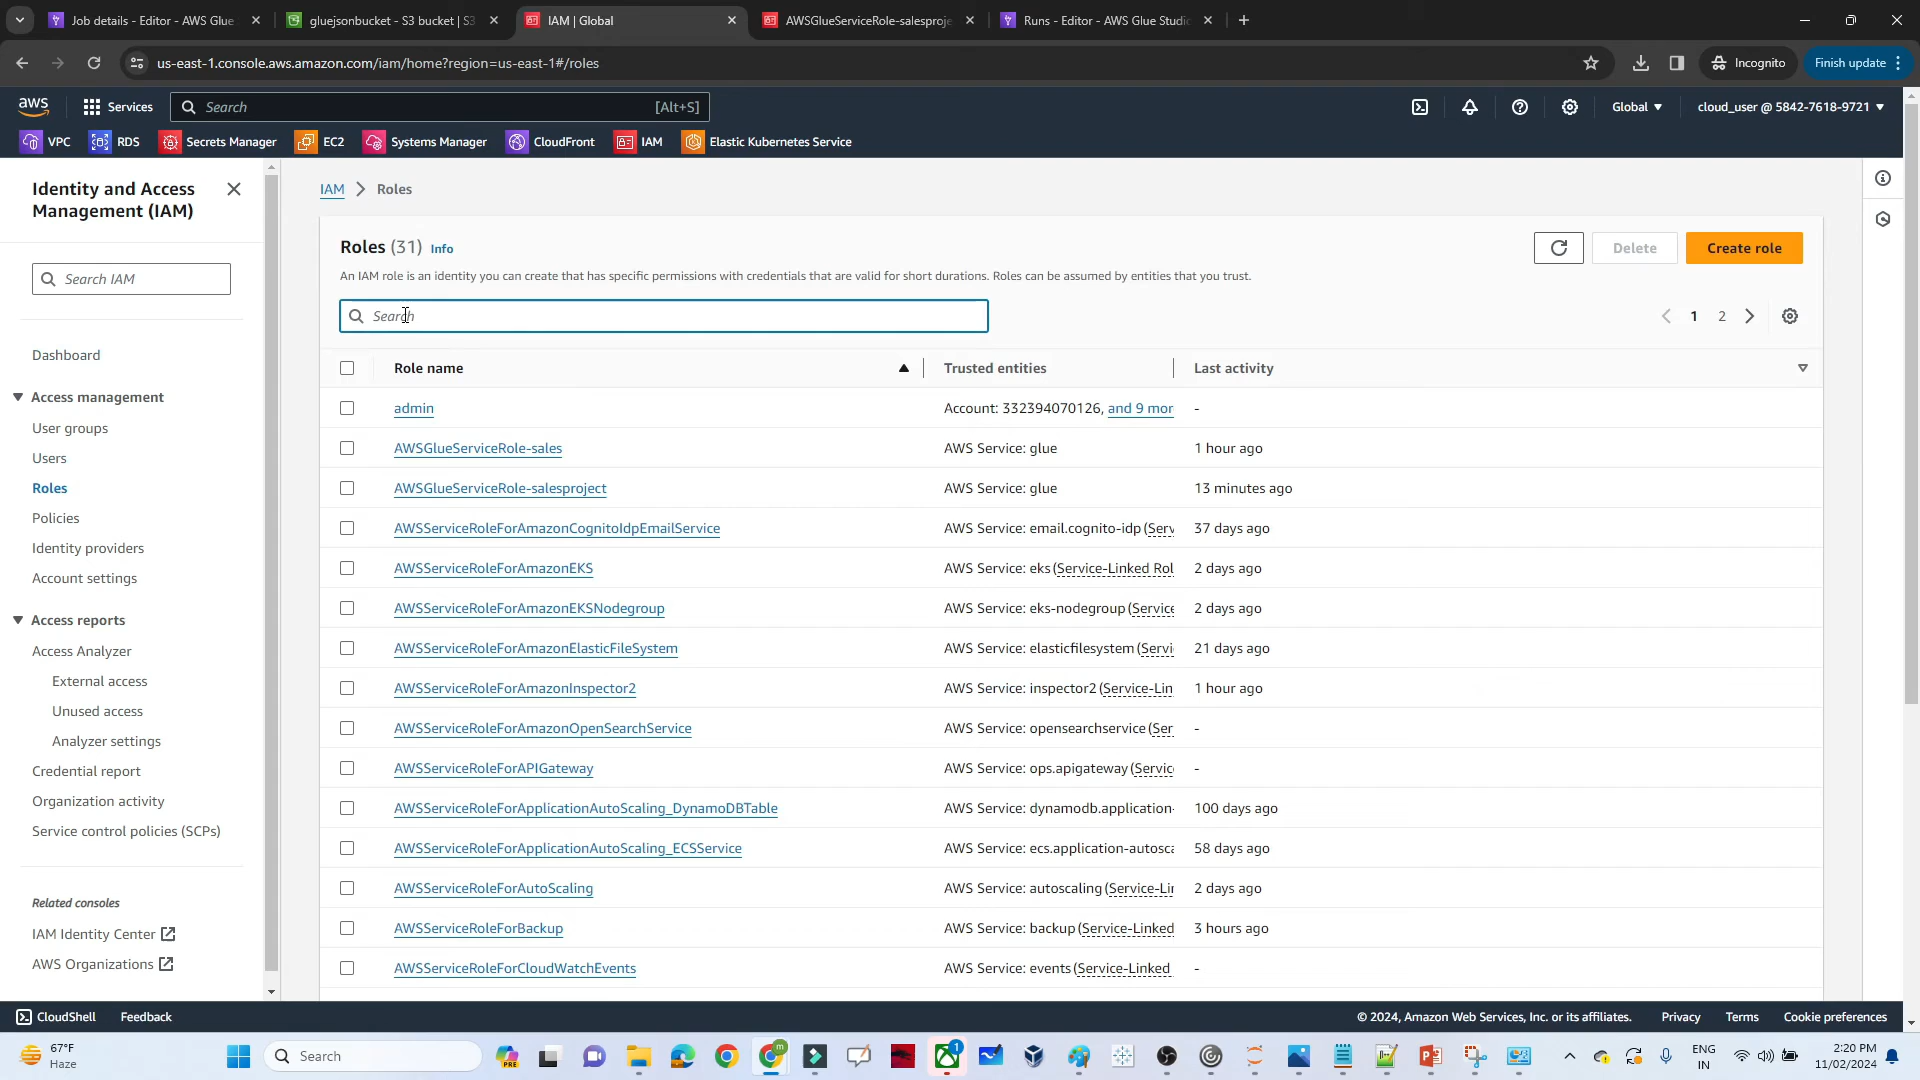 Job details - Editor - AWS Glue
gluejsonbucket - S3 bucket | S3
IAM | Global
AWSGlueServiceRole-salesproje
Runs - Editor - AWS Glue Studio
us-east-1.console.aws.amazon.com/iam/home?region=us-east-1#/roles
Incognito
Finish update
aws
Services
Search
[Alt+S]
Global
cloud_user @ 5842-7618-9721
VPC
RDS
Secrets Manager
EC2
Systems Manager
CloudFront
IAM
Elastic Kubernetes Service
Identity and Access
Management (IAM)
Search IAM
Dashboard
Access management
User groups
Users
Roles
Policies
Identity providers
Account settings
Access reports
Access Analyzer
External access
Unused access
Analyzer settings
Credential report
Organization activity
Service control policies (SCPs)
Related consoles
IAM Identity Center
AWS Organizations
IAM > Roles
Roles (31) Info
Delete
Create role
An IAM role is an identity you can create that has specific permissions with credentials that are valid for short durations. Roles can be assumed by entities that you trust.
Search
1 2
Role name Trusted entities Last activity
admin Account: 332394070126, and 9 mor -
AWSGlueServiceRole-sales AWS Service: glue 1 hour ago
AWSGlueServiceRole-salesproject AWS Service: glue 13 minutes ago
AWSServiceRoleForAmazonCognitoIdpEmailService AWS Service: email.cognito-idp (Serv 37 days ago
AWSServiceRoleForAmazonEKS AWS Service: eks (Service-Linked Rol 2 days ago
AWSServiceRoleForAmazonEKSNodegroup AWS Service: eks-nodegroup (Service 2 days ago
AWSServiceRoleForAmazonElasticFileSystem AWS Service: elasticfilesystem (Servi 21 days ago
AWSServiceRoleForAmazonInspector2 AWS Service: inspector2 (Service-Lin 1 hour ago
AWSServiceRoleForAmazonOpenSearchService AWS Service: opensearchservice (Ser -
AWSServiceRoleForAPIGateway AWS Service: ops.apigateway (Servic -
AWSServiceRoleForApplicationAutoScaling_DynamoDBTable AWS Service: dynamodb.application- 100 days ago
AWSServiceRoleForApplicationAutoScaling_ECSService AWS Service: ecs.application-autosca 58 days ago
AWSServiceRoleForAutoScaling AWS Service: autoscaling (Service-Li 2 days ago
AWSServiceRoleForBackup AWS Service: backup (Service-Linked 3 hours ago
AWSServiceRoleForCloudWatchEvents AWS Service: events (Service-Linked -
CloudShell
Feedback
© 2024, Amazon Web Services, Inc. or its affiliates.
Privacy
Terms
Cookie preferences
67°F
Haze
Search
PRE
1
ENG
IN
2:20 PM
11/02/2024